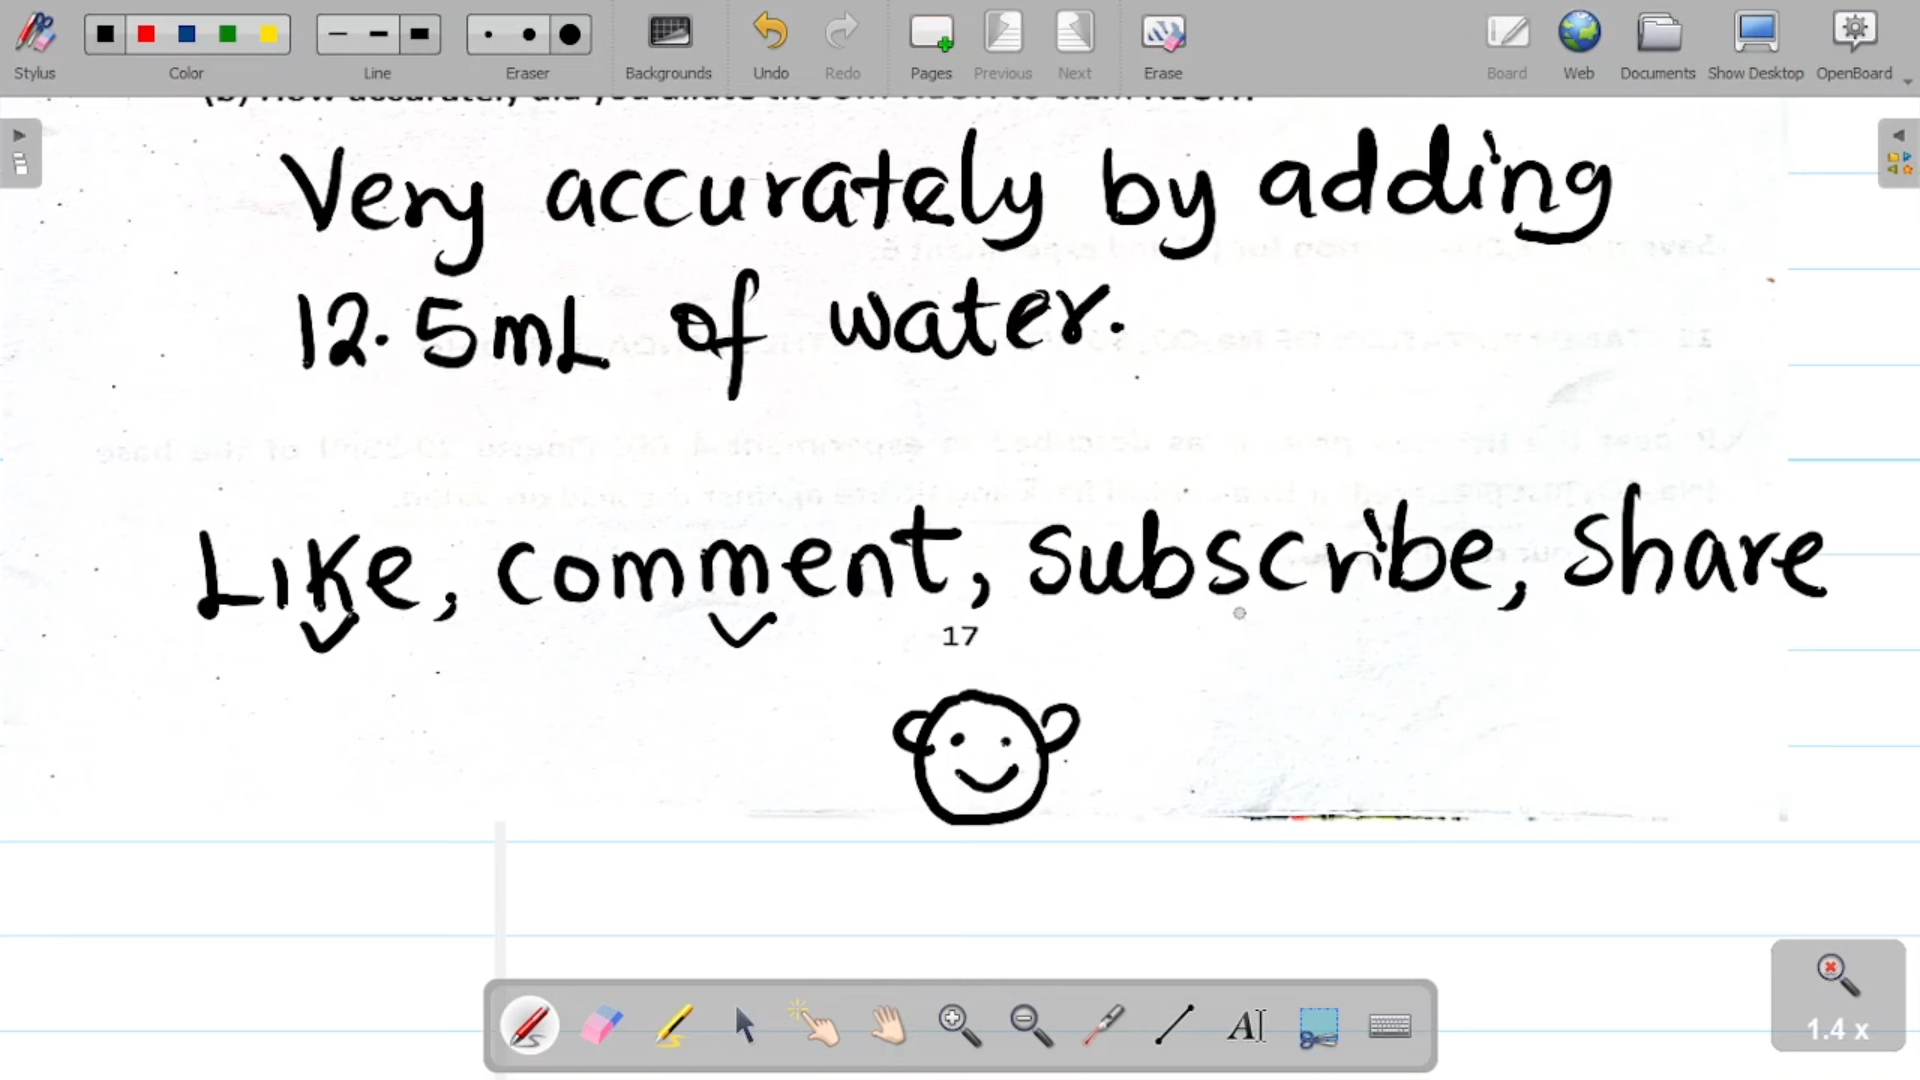 Stylus Color Line Eraser Backgrounds Undo Redo Pages Previous Next Erase Board Web Documents Show Desktop OpenBoard
Very accurately by adding
12.5mL of water.
Like, comment, subscribe, share
17
1.4 x